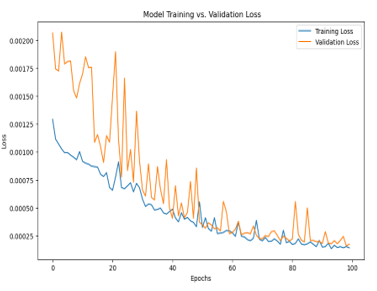 Model Training vs. Validation Loss
Training Loss
Validation Loss
0.00200
0.00175
0.00150
0.00125
0.00100
0.00075
0.00050
0.00025
Loss
0 20 40 60 80 100
Epochs